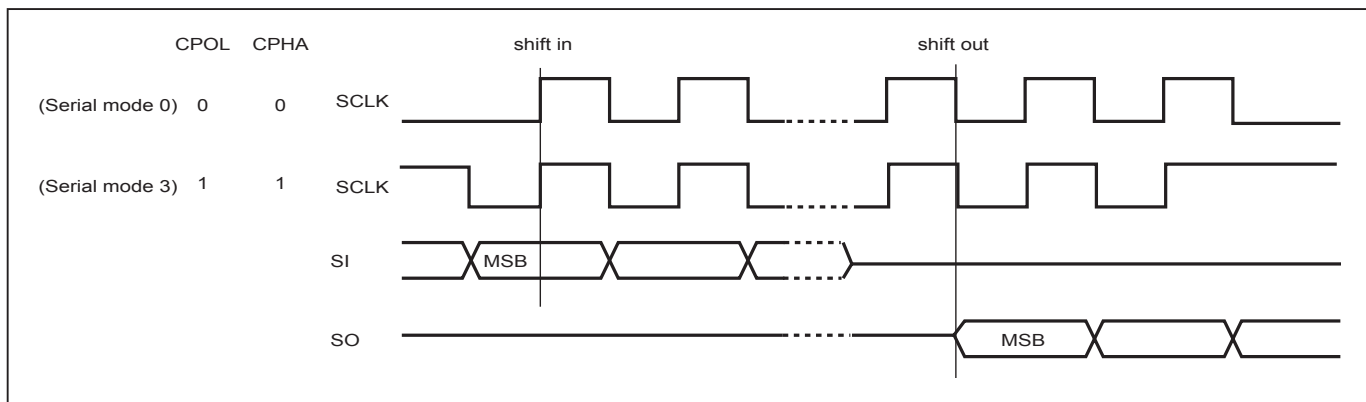 CPOL CPHA shift in shift out
(Serial mode 0) 0 0 SCLK
(Serial mode 3) 1 1 SCLK
SI MSB
SO MSB